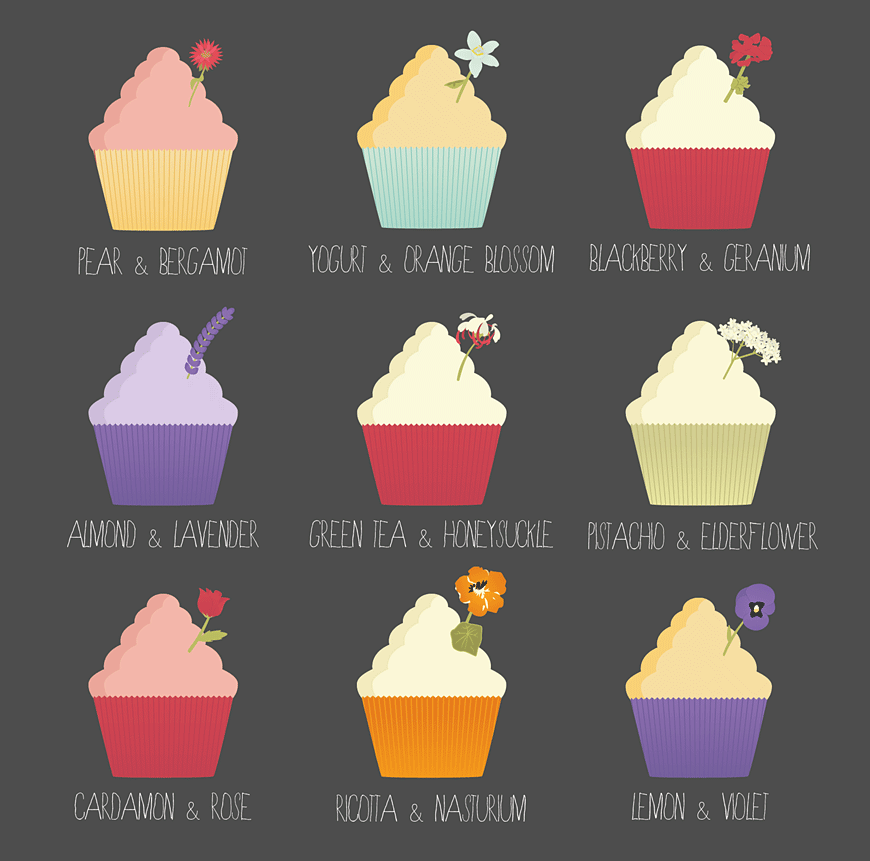 PEAR & BERGAMOT
YOGURT & ORANGE BLOSSOM
BLACKBERRY & GERANIUM
ALMOND & LAVENDER
GREEN TEA & HONEYSUCKLE
PISTACHIO & ELDERFLOWER
CARDAMON & ROSE
RICOTTA & NASTURIUM
LEMON & VIOLET